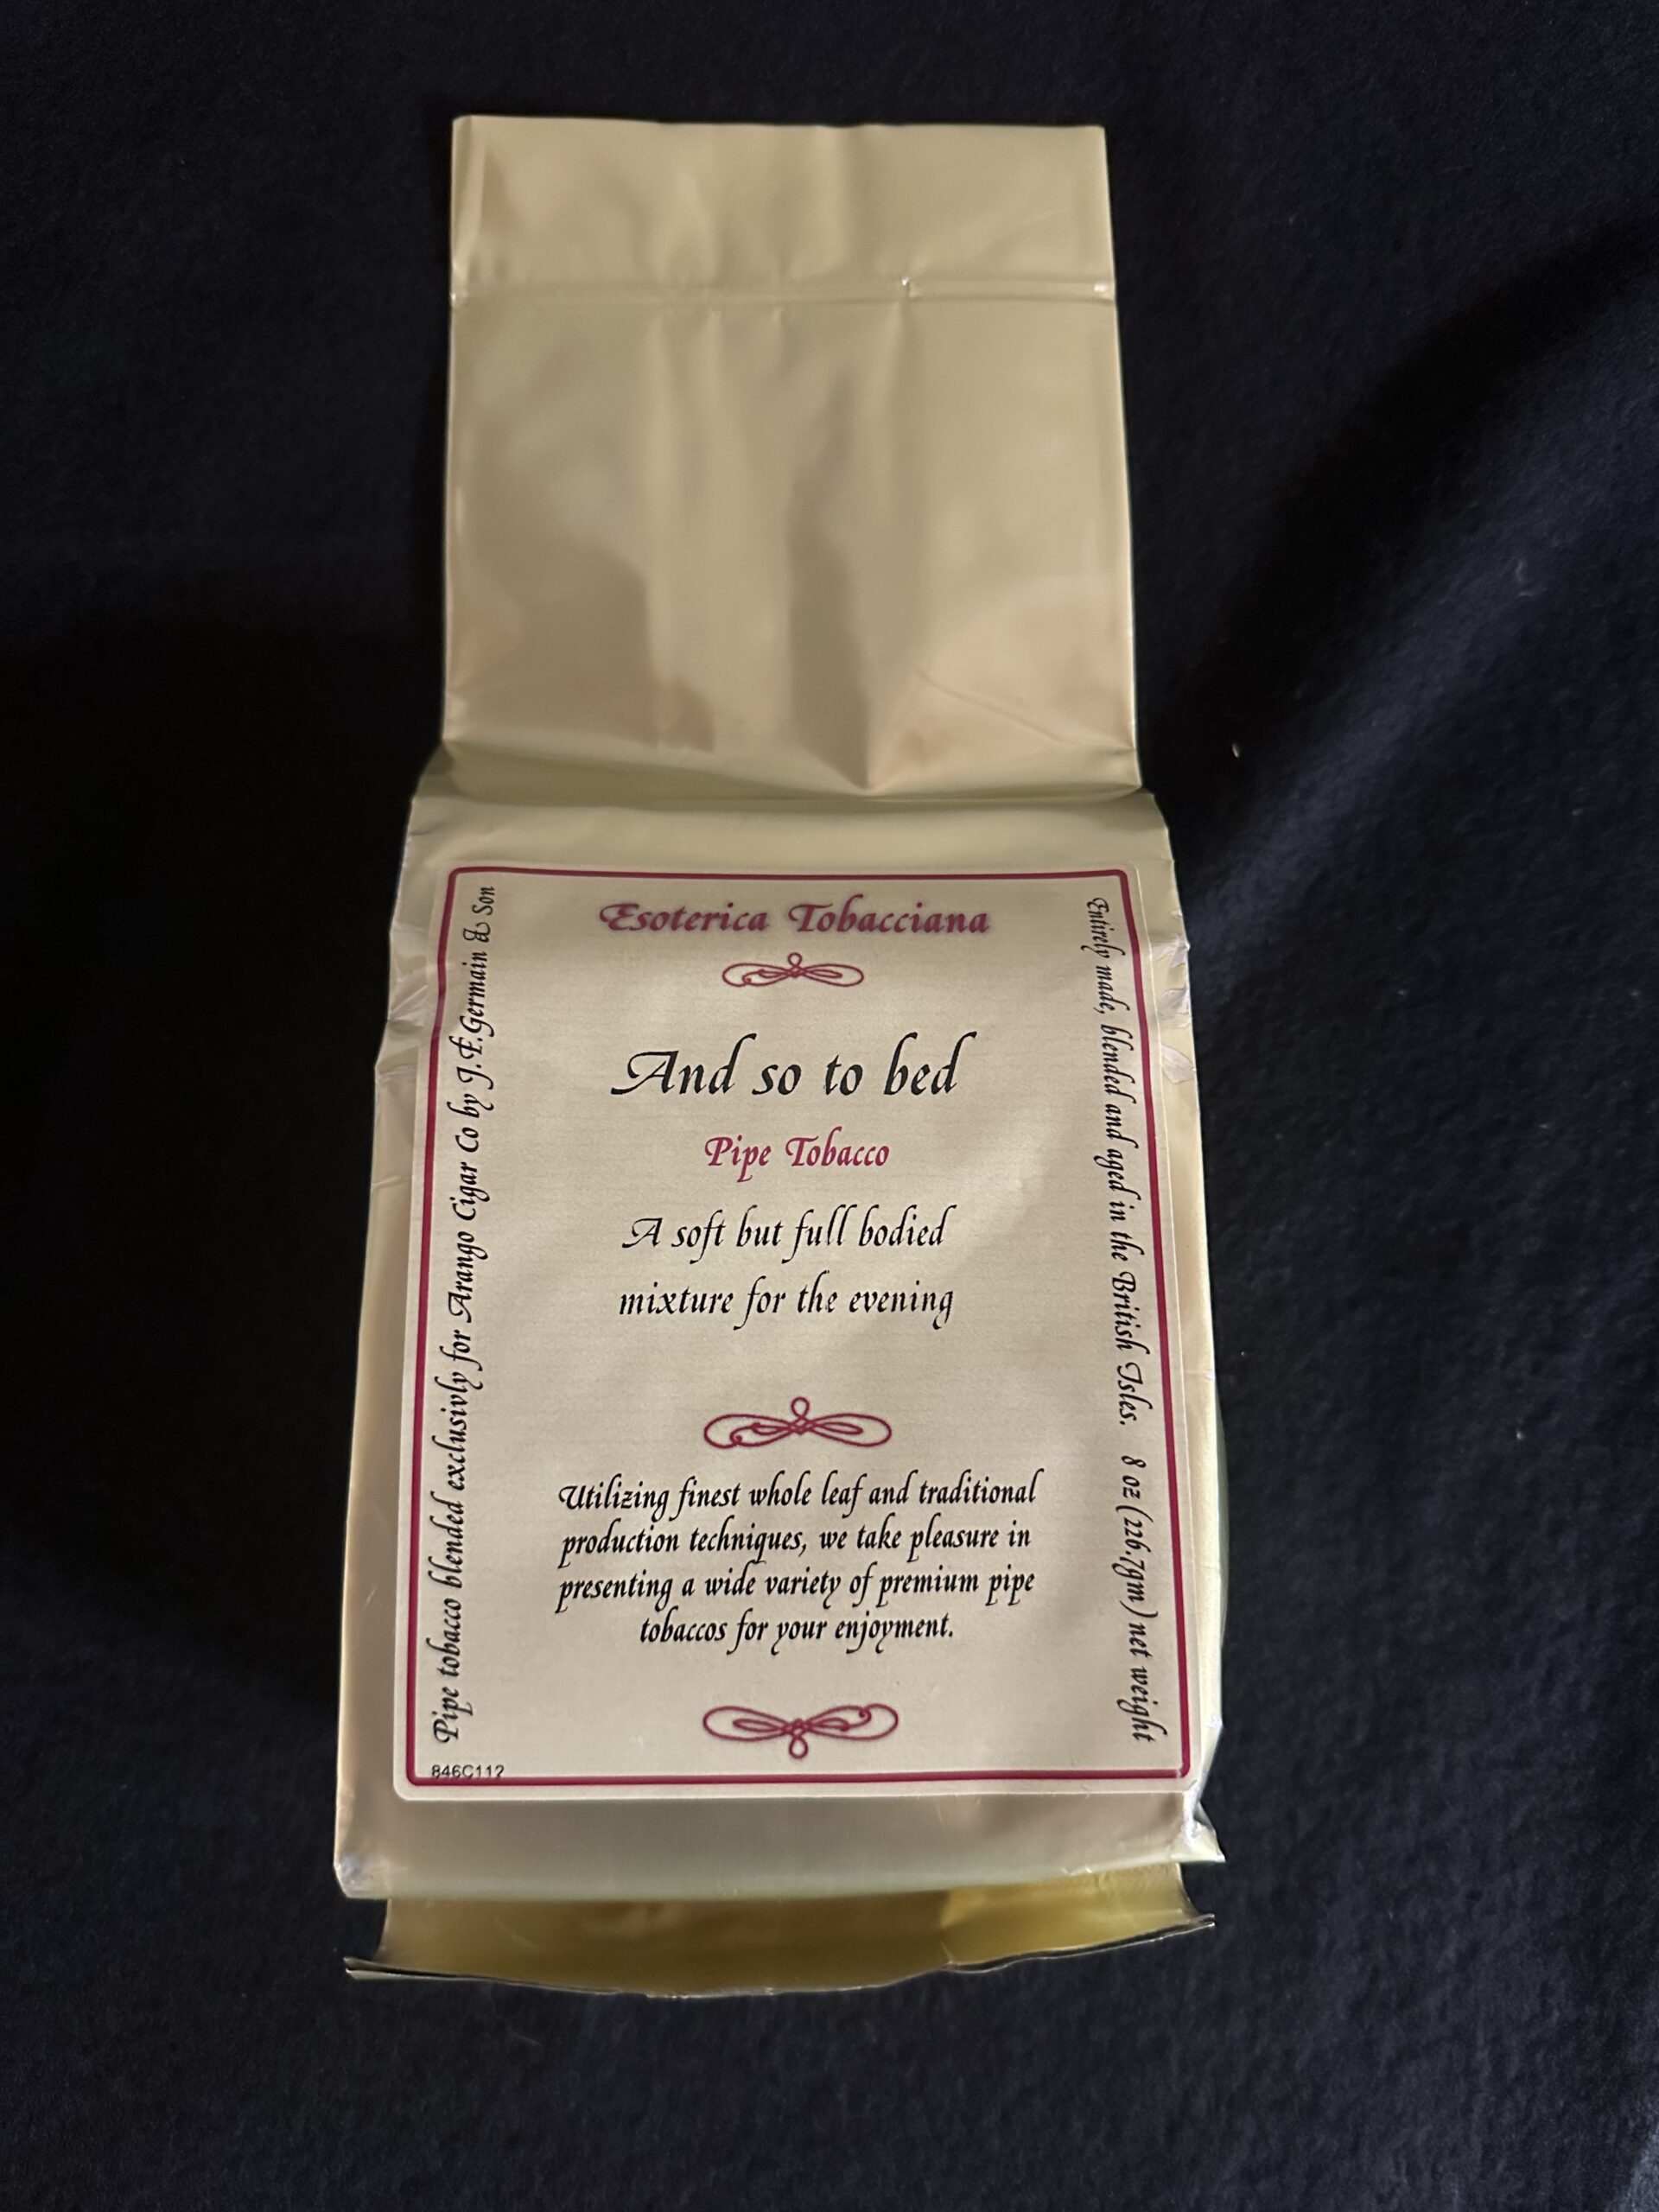 Esoterica Tobacciana
And so to bed
Pipe Tobacco
A soft but full bodied
mixture for the evening
Utilizing finest whole leaf and traditional
production techniques, we take pleasure in
presenting a wide variety of premium pipe
tobaccos for your enjoyment.
Pipe tobacco blended exclusivly for Arango Cigar Co by J.F.Germain & Son
Entirely made, blended and aged in the British Isles. 8 oz (226.7gm) net weight
846C112